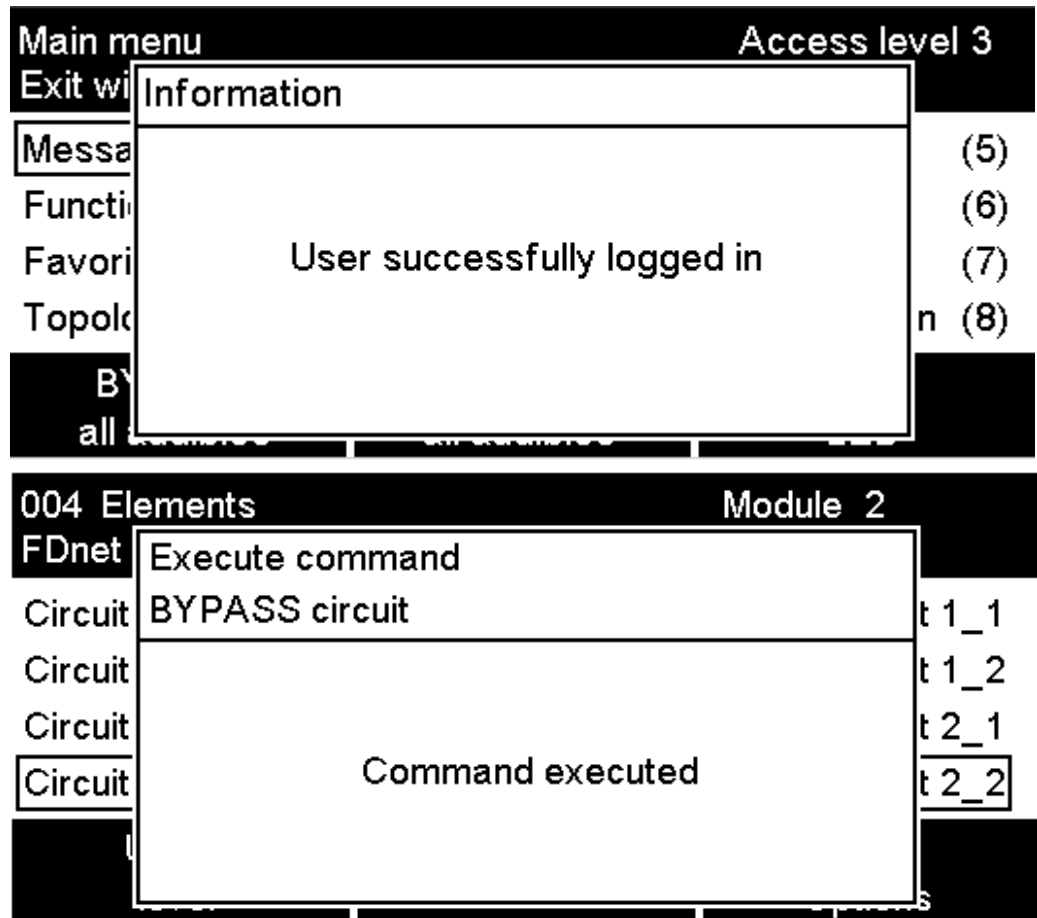 Main menu Access level 3
Exit wi
Information
Messa (5)
Functi (6)
Favori (7)
User successfully logged in
Topolo n (8)
B
all
004 Elements Module 2
FDnet
Execute command
BYPASS circuit
Circuit t 1_1
Circuit t 1_2
Circuit t 2_1
Command executed
Circuit t 2_2